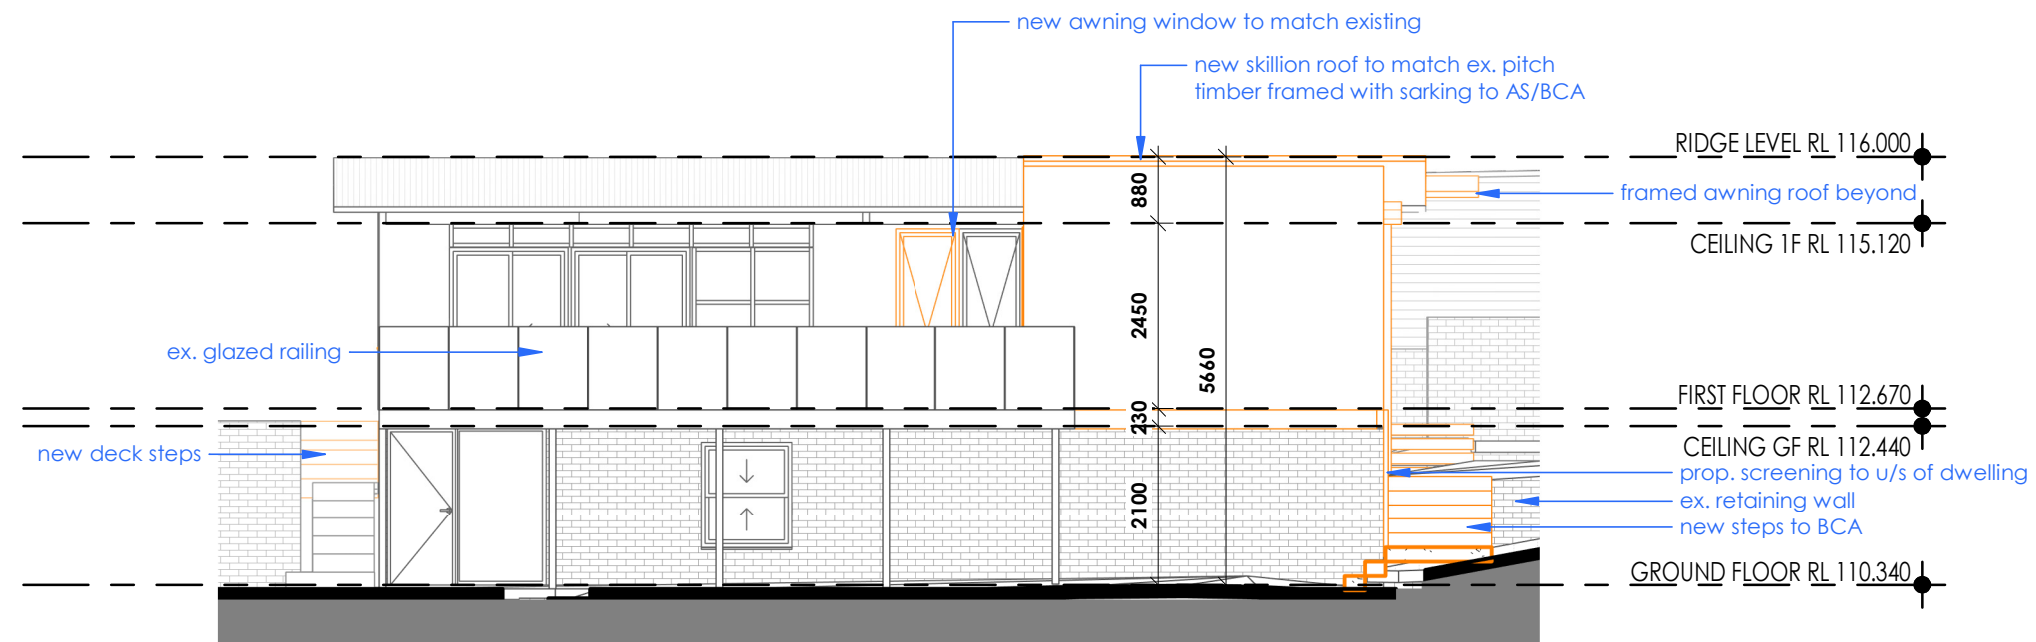 new awning window to match existing
new skillion roof to match ex. pitch
timber framed with sarking to AS/BCA
RIDGE LEVEL RL 116.000
880
framed awning roof beyond
CEILING 1F RL 115.120
2450
ex. glazed railing
5660
FIRST FLOOR RL 112.670
230
CEILING GF RL 112.440
new deck steps
prop. screening to u/s of dwelling
ex. retaining wall
2100
new steps to BCA
GROUND FLOOR RL 110.340